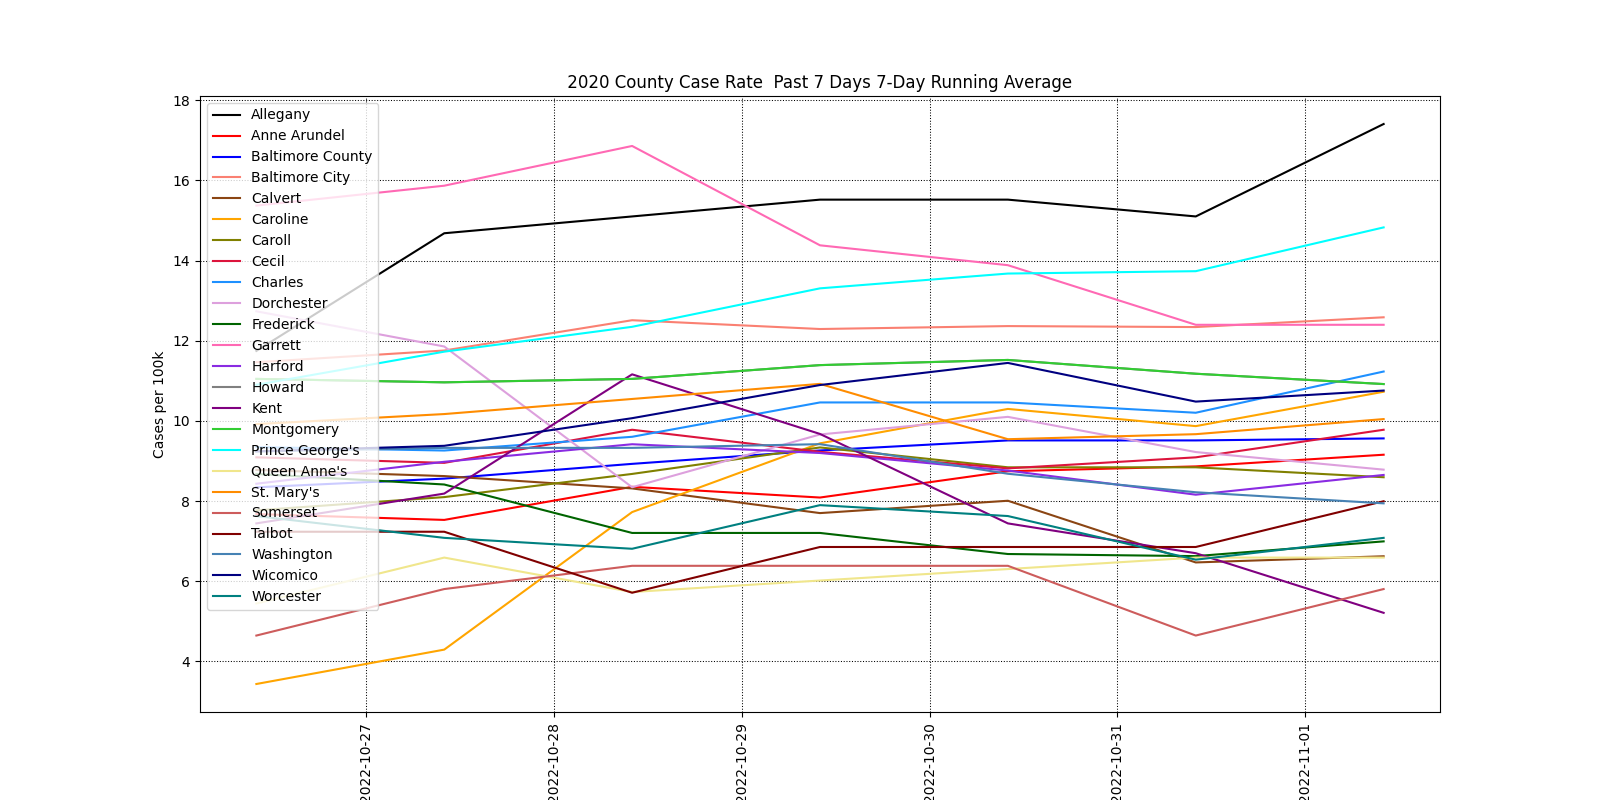 2020 County Case Rate  Past 7 Days 7-Day Running Average
Cases per 100k
18
16
14
12
10
8
6
4
Allegany
Anne Arundel
Baltimore County
Baltimore City
Calvert
Caroline
Caroll
Cecil
Charles
Dorchester
Frederick
Garrett
Harford
Howard
Kent
Montgomery
Prince George's
Queen Anne's
St. Mary's
Somerset
Talbot
Washington
Wicomico
Worcester
2022-10-27
2022-10-28
2022-10-29
2022-10-30
2022-10-31
2022-11-01